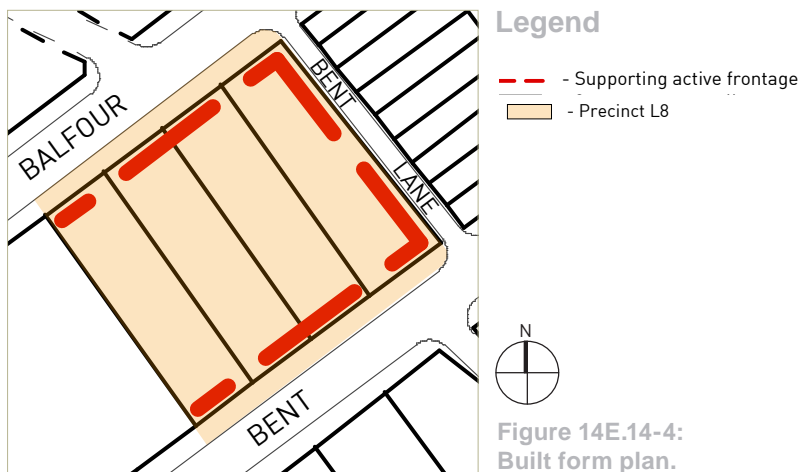 BALFOUR
BENT
LANE
BENT
Legend
- Supporting active frontage
- Precinct L8
N
Figure 14E.14-4:
Built form plan.